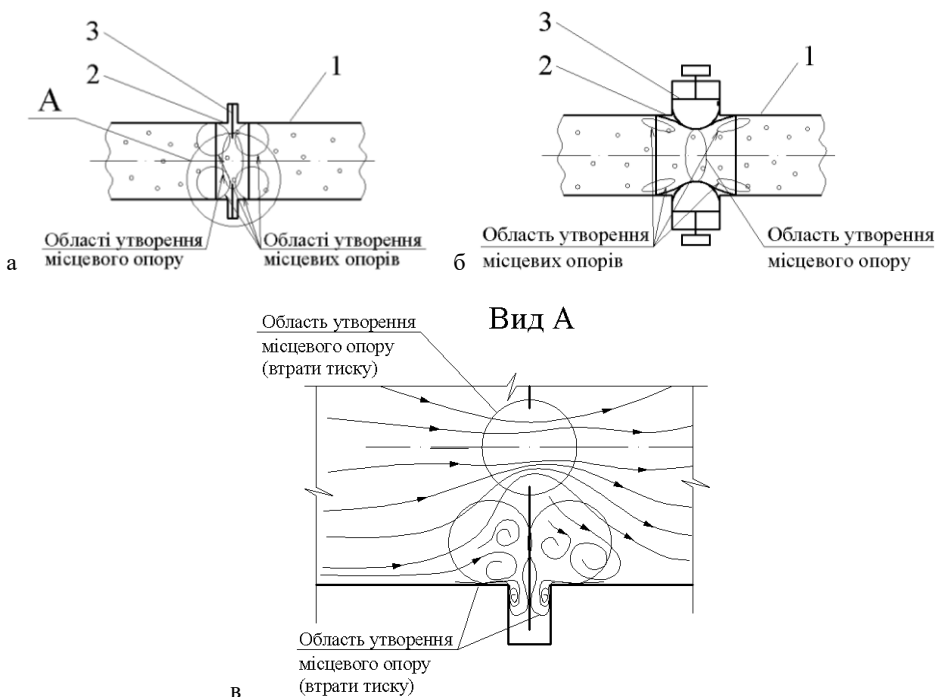 3
2
1
А
Області утворення
місцевого опору
Області утворення
місцевих опорів
а
3
2
1
Область утворення
місцевих опорів
Область утворення
місцевого опору
б
Вид А
Область утворення
місцевого опору
(втрати тиску)
Область утворення
місцевого опору
(втрати тиску)
в